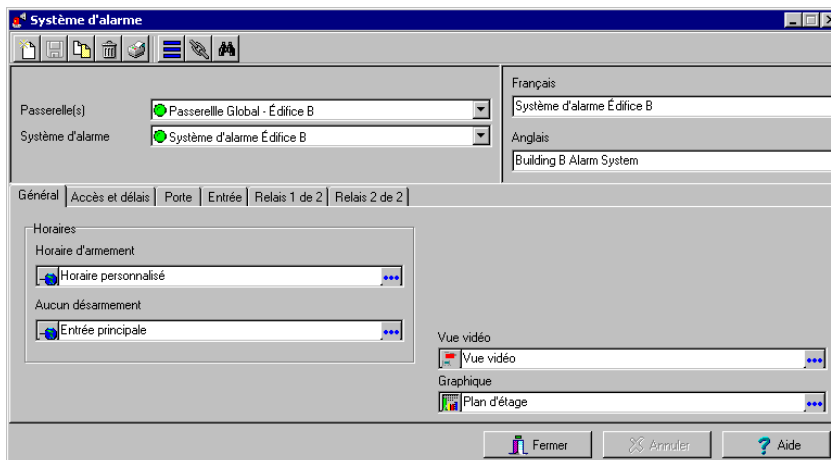 Système d'alarme
Passerelle(s)
Passerellle Global - Édifice B
Système d'alarme
Système d'alarme Édifice B
Français
Système d'alarme Édifice B
Anglais
Building B Alarm System
Général Accès et délais Porte Entrée Relais 1 de 2 Relais 2 de 2
Horaires
Horaire d'armement
Horaire personnalisé
Aucun désarmement
Entrée principale
Vue vidéo
Vue vidéo
Graphique
Plan d'étage
Fermer Annuler Aide